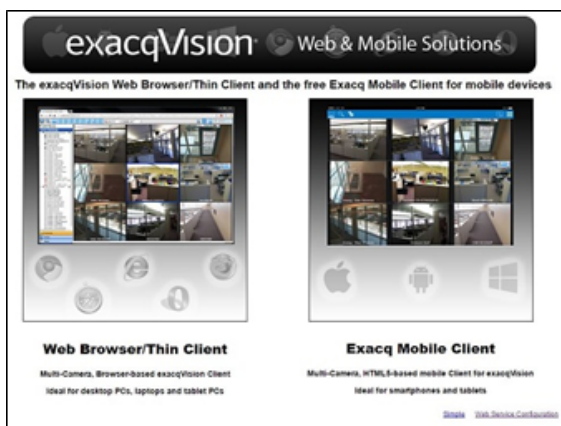 exacqVision Web & Mobile Solutions
The exacqVision Web Browser/Thin Client and the free Exacq Mobile Client for mobile devices
Web Browser/Thin Client
Multi-Camera, Browser-based exacqVision Client
Ideal for desktop PCs, laptops and tablet PCs
Exacq Mobile Client
Multi-Camera, HTML5-based mobile Client for exacqVision
Ideal for smartphones and tablets
Simple Web Service Configuration